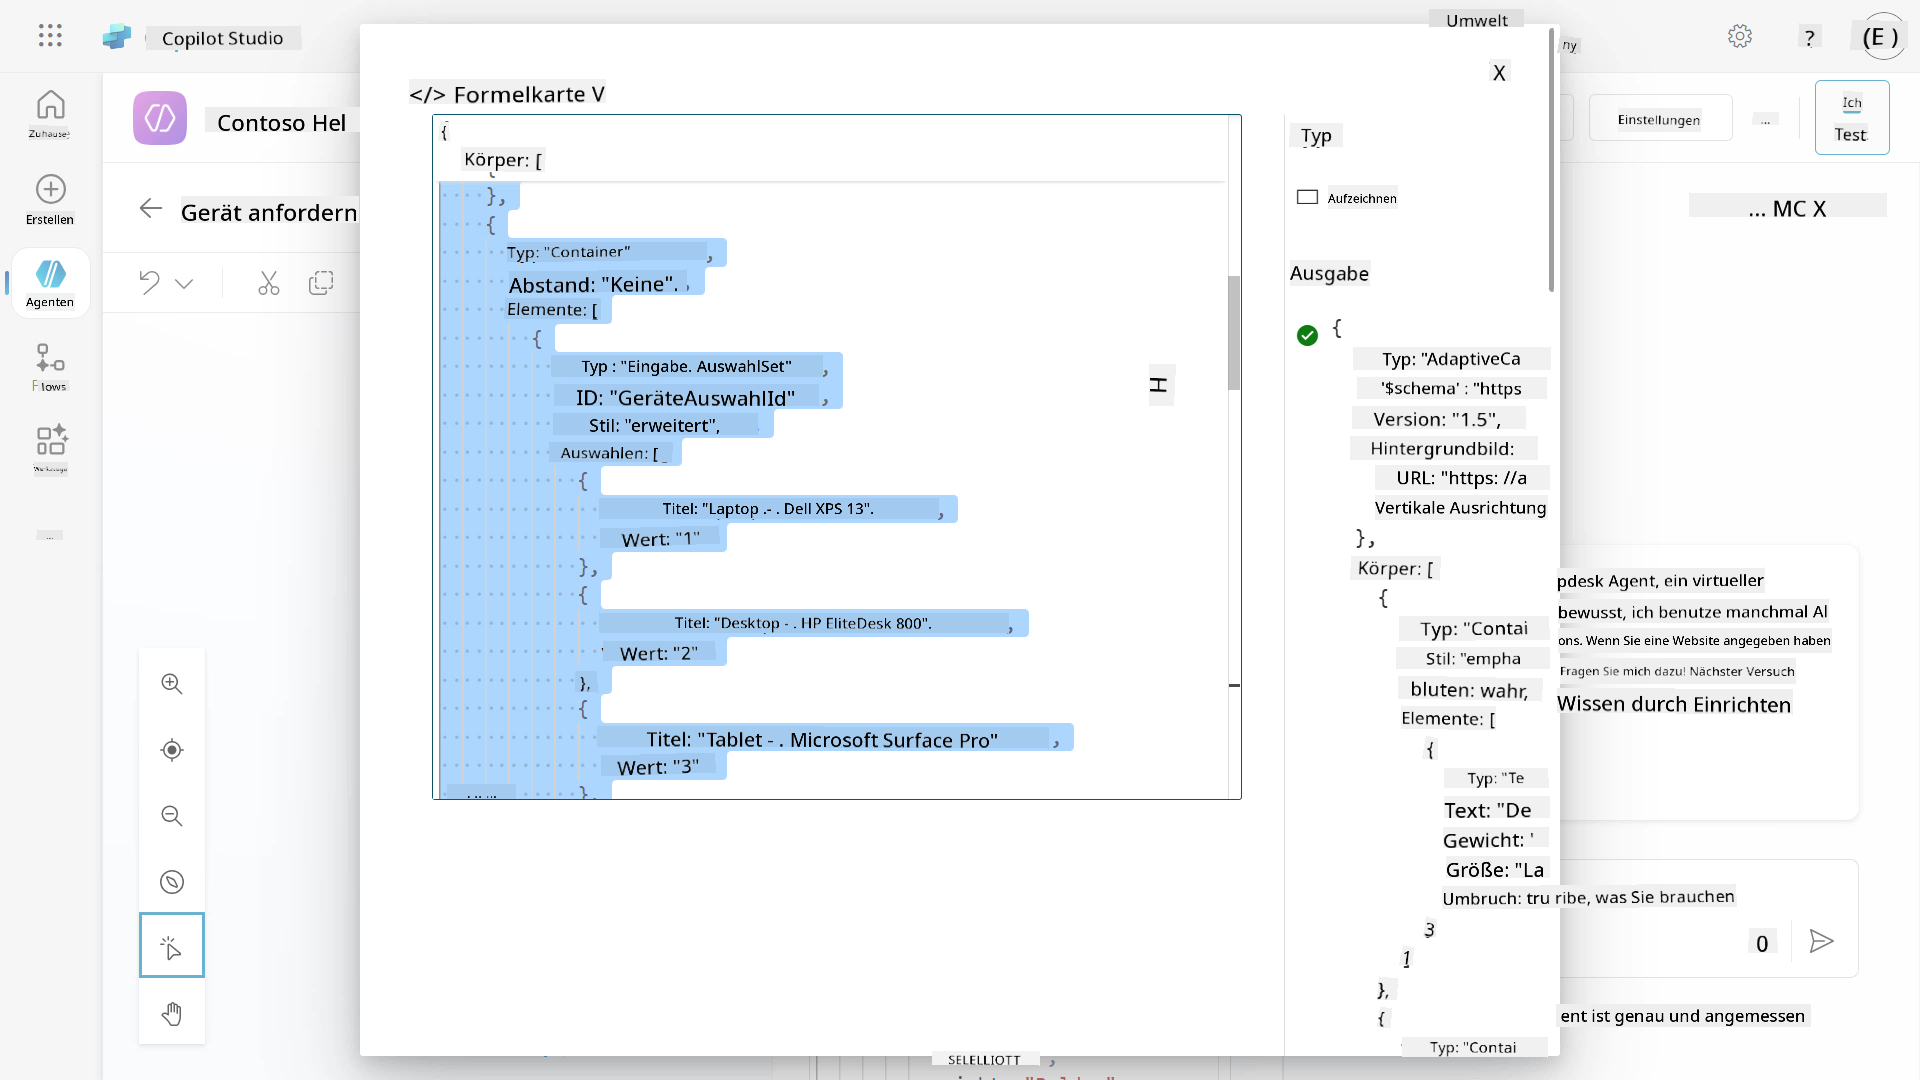 Umwelt
Copilot Studio
ny
?
(E )
</> Formelkarte V
X
Contoso Hel
Einstellungen
...
Ich
Test
Zuhause
Erstellen
Agenten
Flows
...
Gerät anfordern
... MC X
{
Körper: [
},
{
Typ: "Container" ,
Abstand: "Keine". ,
Elemente: [
{
Typ : "Eingabe. AuswahlSet" ,
ID: "GeräteAuswahlId" ,
Stil: "erweitert",
Auswahlen: [
{
Titel: "Laptop .- . Dell XPS 13". ,
Wert: "1"
},
{
Titel: "Desktop - . HP EliteDesk 800". ,
Wert: "2"
},
{
Titel: "Tablet - . Microsoft Surface Pro" ,
Wert: "3"
}
H
Typ
Aufzeichnen
Ausgabe
{
Typ: "AdaptiveCa
'$schema' : "https
Version: "1.5",
Hintergrundbild:
URL: "https: //a
Vertikale Ausrichtung
},
Körper: [
{
Typ: "Contai
Stil: "empha
bluten: wahr,
Elemente: [
{
Typ: "Te
Text: "De
Gewicht: '
Größe: "La
Umbruch: tru
3
1
},
{
Typ: "Contai
pdesk Agent, ein virtueller
bewusst, ich benutze manchmal Al
ons. Wenn Sie eine Website angegeben haben
Fragen Sie mich dazu! Nächster Versuch
Wissen durch Einrichten
ribe, was Sie brauchen
0
ent ist genau und angemessen
SELELLIOTT